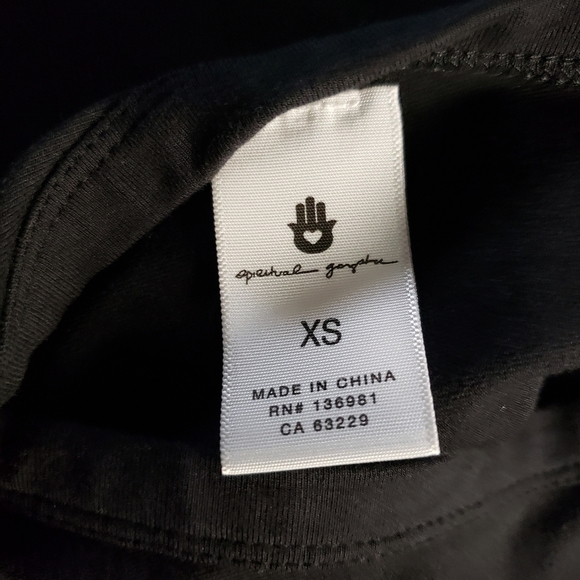 spiritual gangster
XS
MADE IN CHINA
RN# 136981
CA 63229